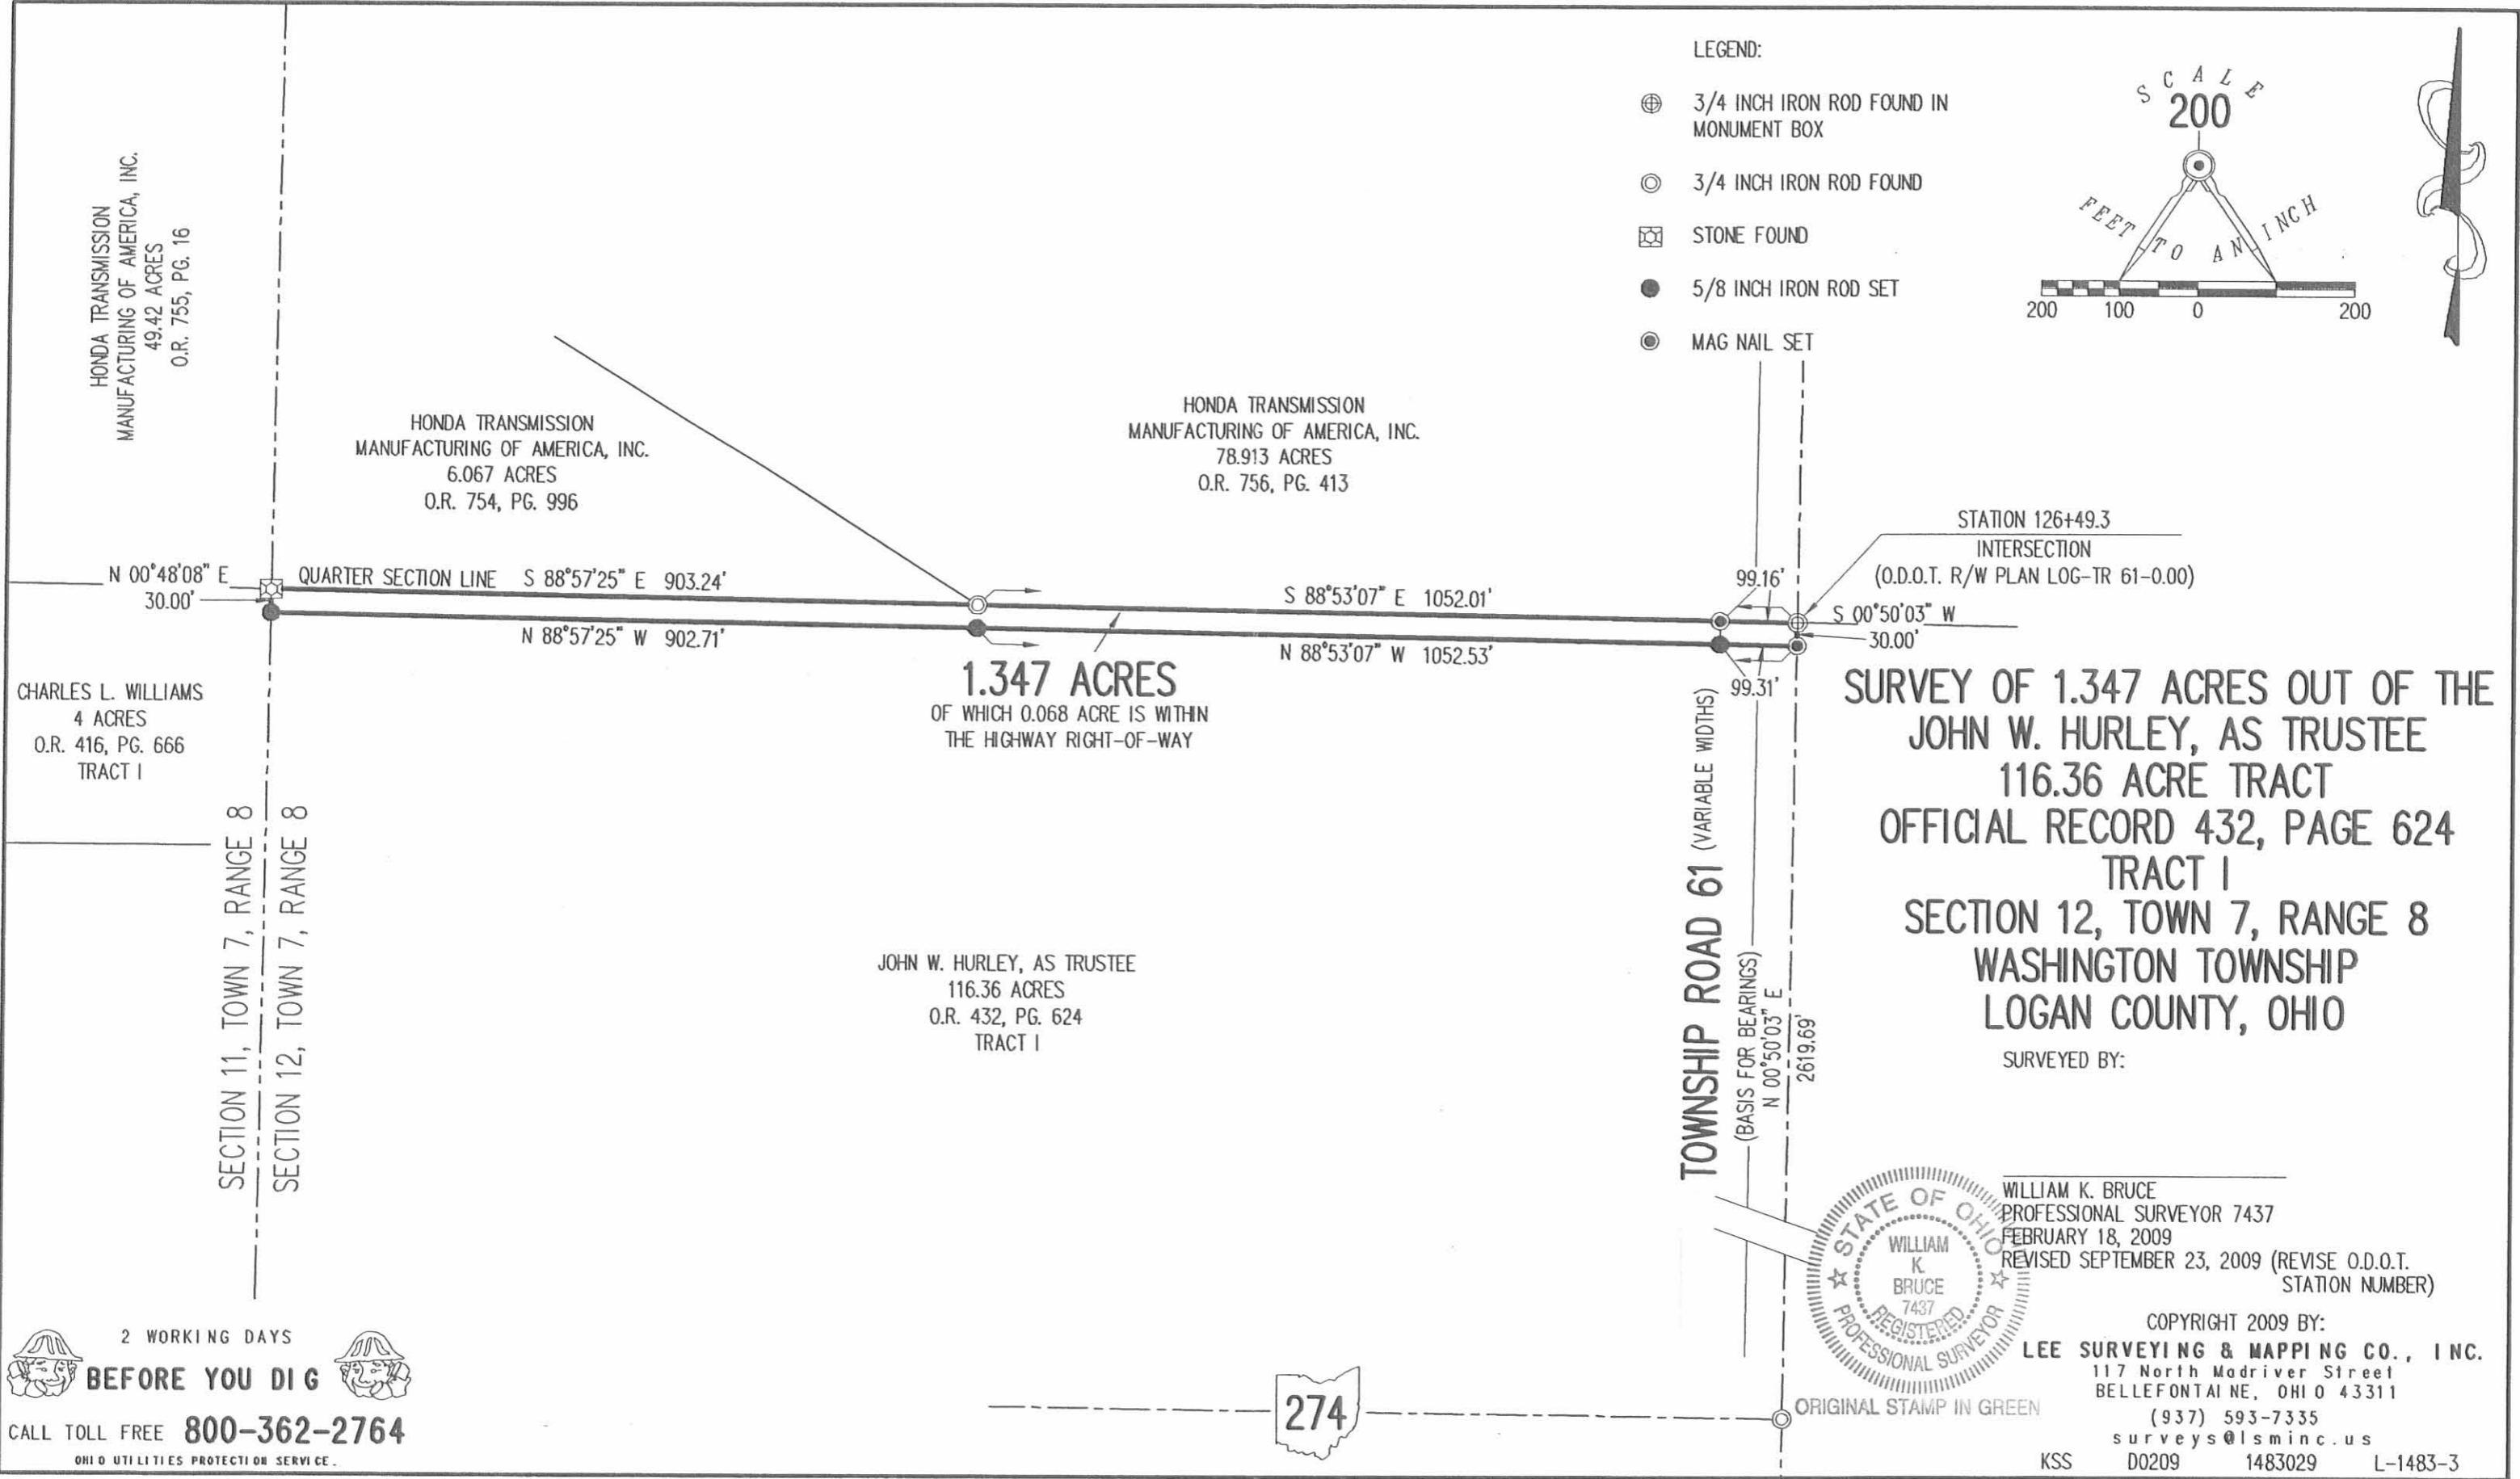 LEGEND:
3/4 INCH IRON ROD FOUND IN
MONUMENT BOX
3/4 INCH IRON ROD FOUND
STONE FOUND
5/8 INCH IRON ROD SET
MAG NAIL SET
SCALE
200
FEET TO AN INCH
200 100 0 200
HONDA TRANSMISSION
MANUFACTURING OF AMERICA, INC.
49.42 ACRES
O.R. 755, PG. 16
HONDA TRANSMISSION
MANUFACTURING OF AMERICA, INC.
6.067 ACRES
O.R. 754, PG. 996
HONDA TRANSMISSION
MANUFACTURING OF AMERICA, INC.
78.913 ACRES
O.R. 756, PG. 413
STATION 126+49.3
INTERSECTION
(O.D.O.T. R/W PLAN LOG-TR 61-0.00)
N 00°48'08" E
30.00'
QUARTER SECTION LINE S 88°57'25" E 903.24'
N 88°57'25" W 902.71'
S 88°53'07" E 1052.01'
N 88°53'07" W 1052.53'
99.16'
99.31'
S 00°50'03" W
30.00'
1.347 ACRES
OF WHICH 0.068 ACRE IS WITHIN
THE HIGHWAY RIGHT-OF-WAY
CHARLES L. WILLIAMS
4 ACRES
O.R. 416, PG. 666
TRACT I
SECTION 11, TOWN 7, RANGE 8
SECTION 12, TOWN 7, RANGE 8
JOHN W. HURLEY, AS TRUSTEE
116.36 ACRES
O.R. 432, PG. 624
TRACT I
TOWNSHIP ROAD 61 (VARIABLE WIDTHS)
(BASIS FOR BEARINGS)
N 00°50'03" E
2619.69'
SURVEY OF 1.347 ACRES OUT OF THE
JOHN W. HURLEY, AS TRUSTEE
116.36 ACRE TRACT
OFFICIAL RECORD 432, PAGE 624
TRACT I
SECTION 12, TOWN 7, RANGE 8
WASHINGTON TOWNSHIP
LOGAN COUNTY, OHIO
SURVEYED BY:
WILLIAM K. BRUCE
PROFESSIONAL SURVEYOR 7437
FEBRUARY 18, 2009
REVISED SEPTEMBER 23, 2009 (REVISE O.D.O.T.
STATION NUMBER)
STATE OF OHIO
WILLIAM
K.
BRUCE
7437
REGISTERED
PROFESSIONAL SURVEYOR
ORIGINAL STAMP IN GREEN
COPYRIGHT 2009 BY:
LEE SURVEYING & MAPPING CO., INC.
117 North Madriver Street
BELLEFONTAINE, OHIO 43311
(937) 593-7335
surveys@lsminc.us
KSS D0209 1483029 L-1483-3
274
2 WORKING DAYS
BEFORE YOU DIG
CALL TOLL FREE 800-362-2764
OHIO UTILITIES PROTECTION SERVICE.